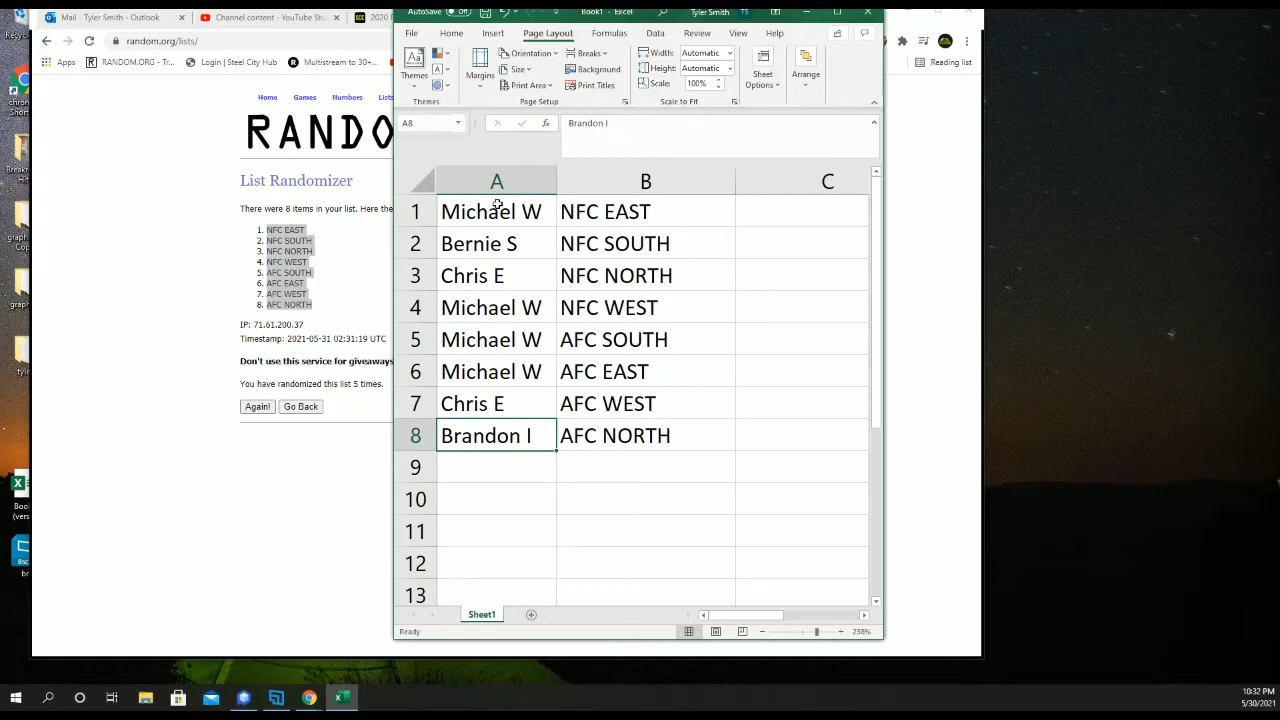 Mail - Tyler Smith - Outlook
Channel content - YouTube Stu
2020
random.org/lists/
Apps
RANDOM.ORG - Tr...
Login | Steel City Hub
Multistream to 30+...
Reading list
Home
Games
Numbers
Lists
RANDO
List Randomizer
There were 8 items in your list. Here the
1. NFC EAST
2. NFC SOUTH
3. NFC NORTH
4. NFC WEST
5. AFC SOUTH
6. AFC EAST
7. AFC WEST
8. AFC NORTH
IP: 71.61.200.37
Timestamp: 2021-05-31 02:31:19 UTC
Don't use this service for giveaways
You have randomized this list 5 times.
Again!
Go Back
AutoSave Off
Book1 - Excel
Tyler Smith
TS
File
Home
Insert
Page Layout
Formulas
Data
Review
View
Help
Themes
Margins
Orientation
Size
Print Area
Breaks
Background
Print Titles
Width: Automatic
Height: Automatic
Scale: 100%
Sheet Options
Arrange
Themes
Page Setup
Scale to Fit
A8
fx
Brandon I
A B C
1 Michael W NFC EAST
2 Bernie S NFC SOUTH
3 Chris E NFC NORTH
4 Michael W NFC WEST
5 Michael W AFC SOUTH
6 Michael W AFC EAST
7 Chris E AFC WEST
8 Brandon I AFC NORTH
9
10
11
12
13
Sheet1
Ready
238%
10:32 PM
5/30/2021